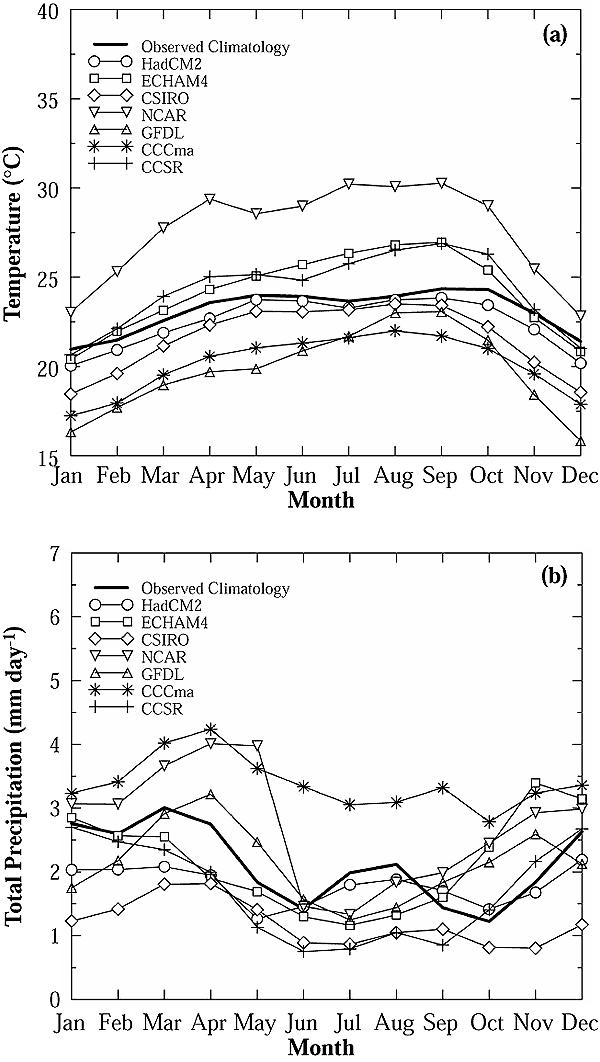 (a)
40
35
30
25
20
15
Temperature (°C)
Observed Climatology
HadCM2
ECHAM4
CSIRO
NCAR
GFDL
CCCma
CCSR
Jan Feb Mar Apr May Jun Jul Aug Sep Oct Nov Dec
Month
(b)
7
6
5
4
3
2
1
0
Total Precipitation (mm day-1)
Observed Climatology
HadCM2
ECHAM4
CSIRO
NCAR
GFDL
CCCma
CCSR
Jan Feb Mar Apr May Jun Jul Aug Sep Oct Nov Dec
Month